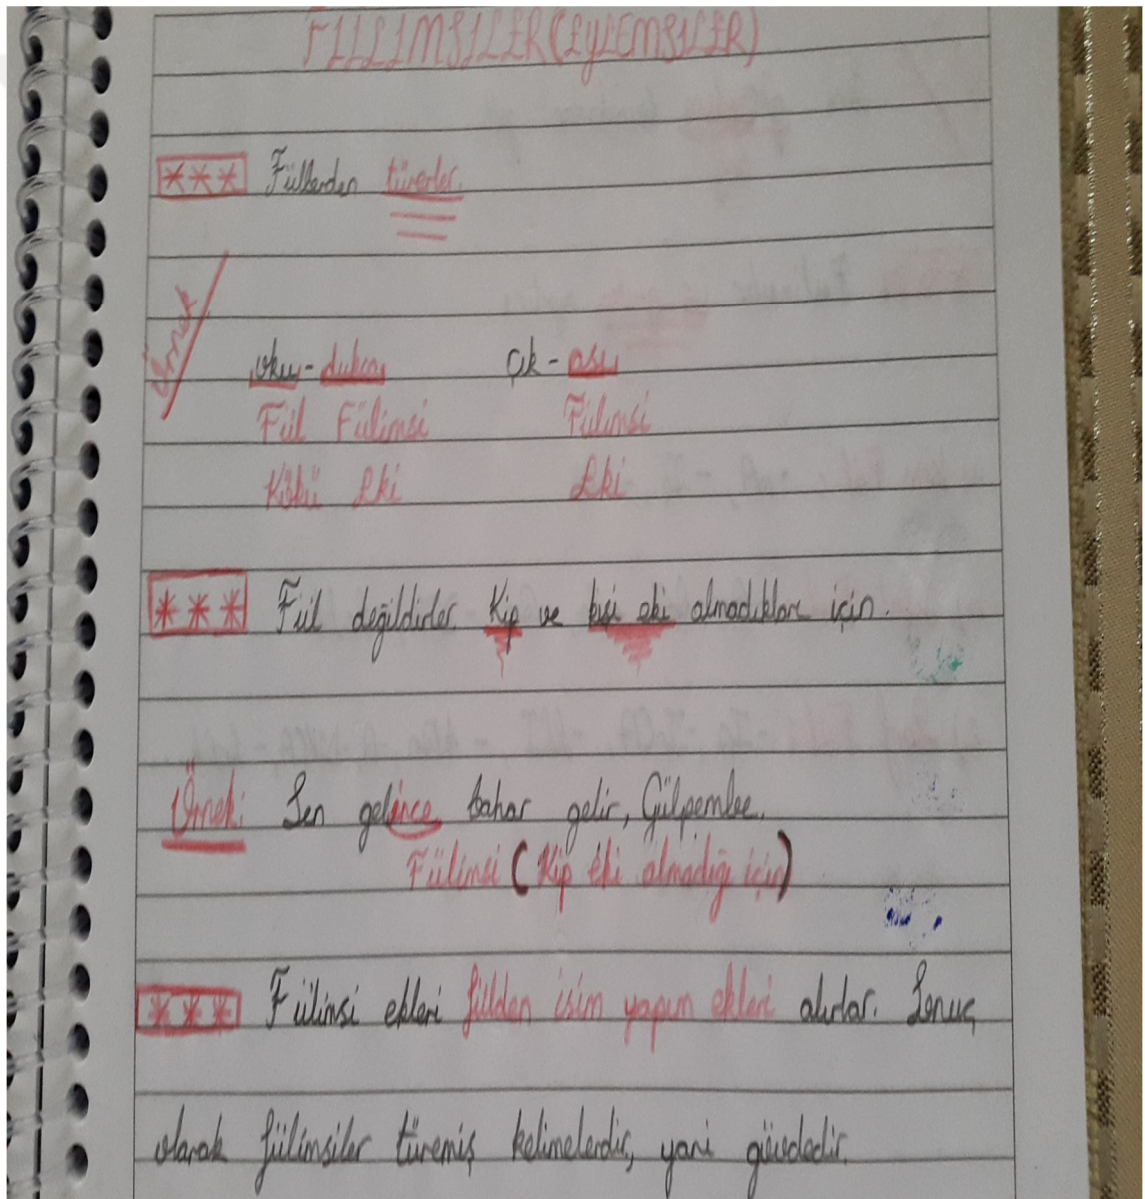 FİİLİMSİLER (EYLEMSİLER)
*** Fiillerden türerler.
Örnek
oku-dukça çık-ası
Fiil Fiilimsi Fiilimsi
Kökü Eki Eki
*** Fiil değildirler. Kip ve kişi eki almadıkları için.
Örnek: Sen gelince bahar gelir, Gülpembe.
Fiilimsi (Kip eki almadığı için)
*** Fiilimsi ekleri fiilden isim yapım ekleri alırlar. Sonuç
olarak fiilimsiler türemiş kelimelerdir, yani gövdedir.